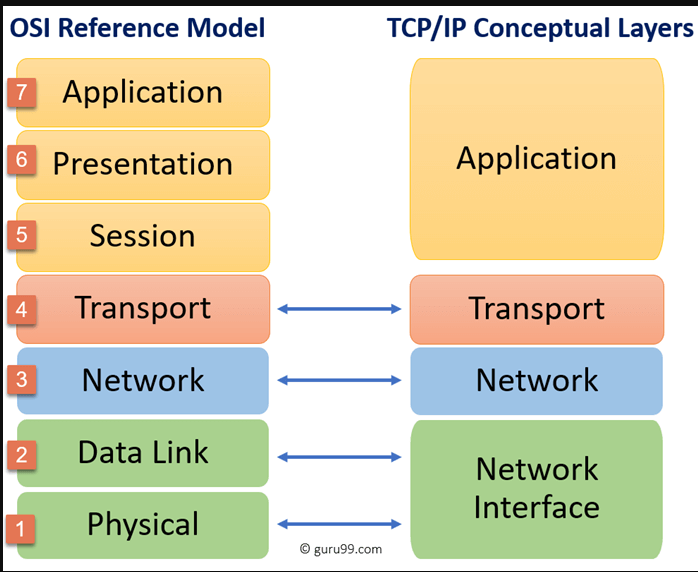 OSI Reference Model
TCP/IP Conceptual Layers
7 Application
6 Presentation
5 Session
Application
4 Transport
Transport
3 Network
Network
2 Data Link
1 Physical
Network
Interface
© guru99.com